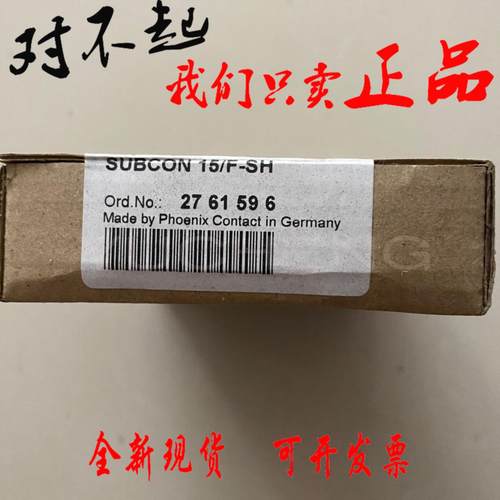 对不起
我们只卖正品
SUBCON 15/F-SH
Ord.No.: 27 61 59 6
Made by Phoenix Contact in Germany
全新现货 可开发票